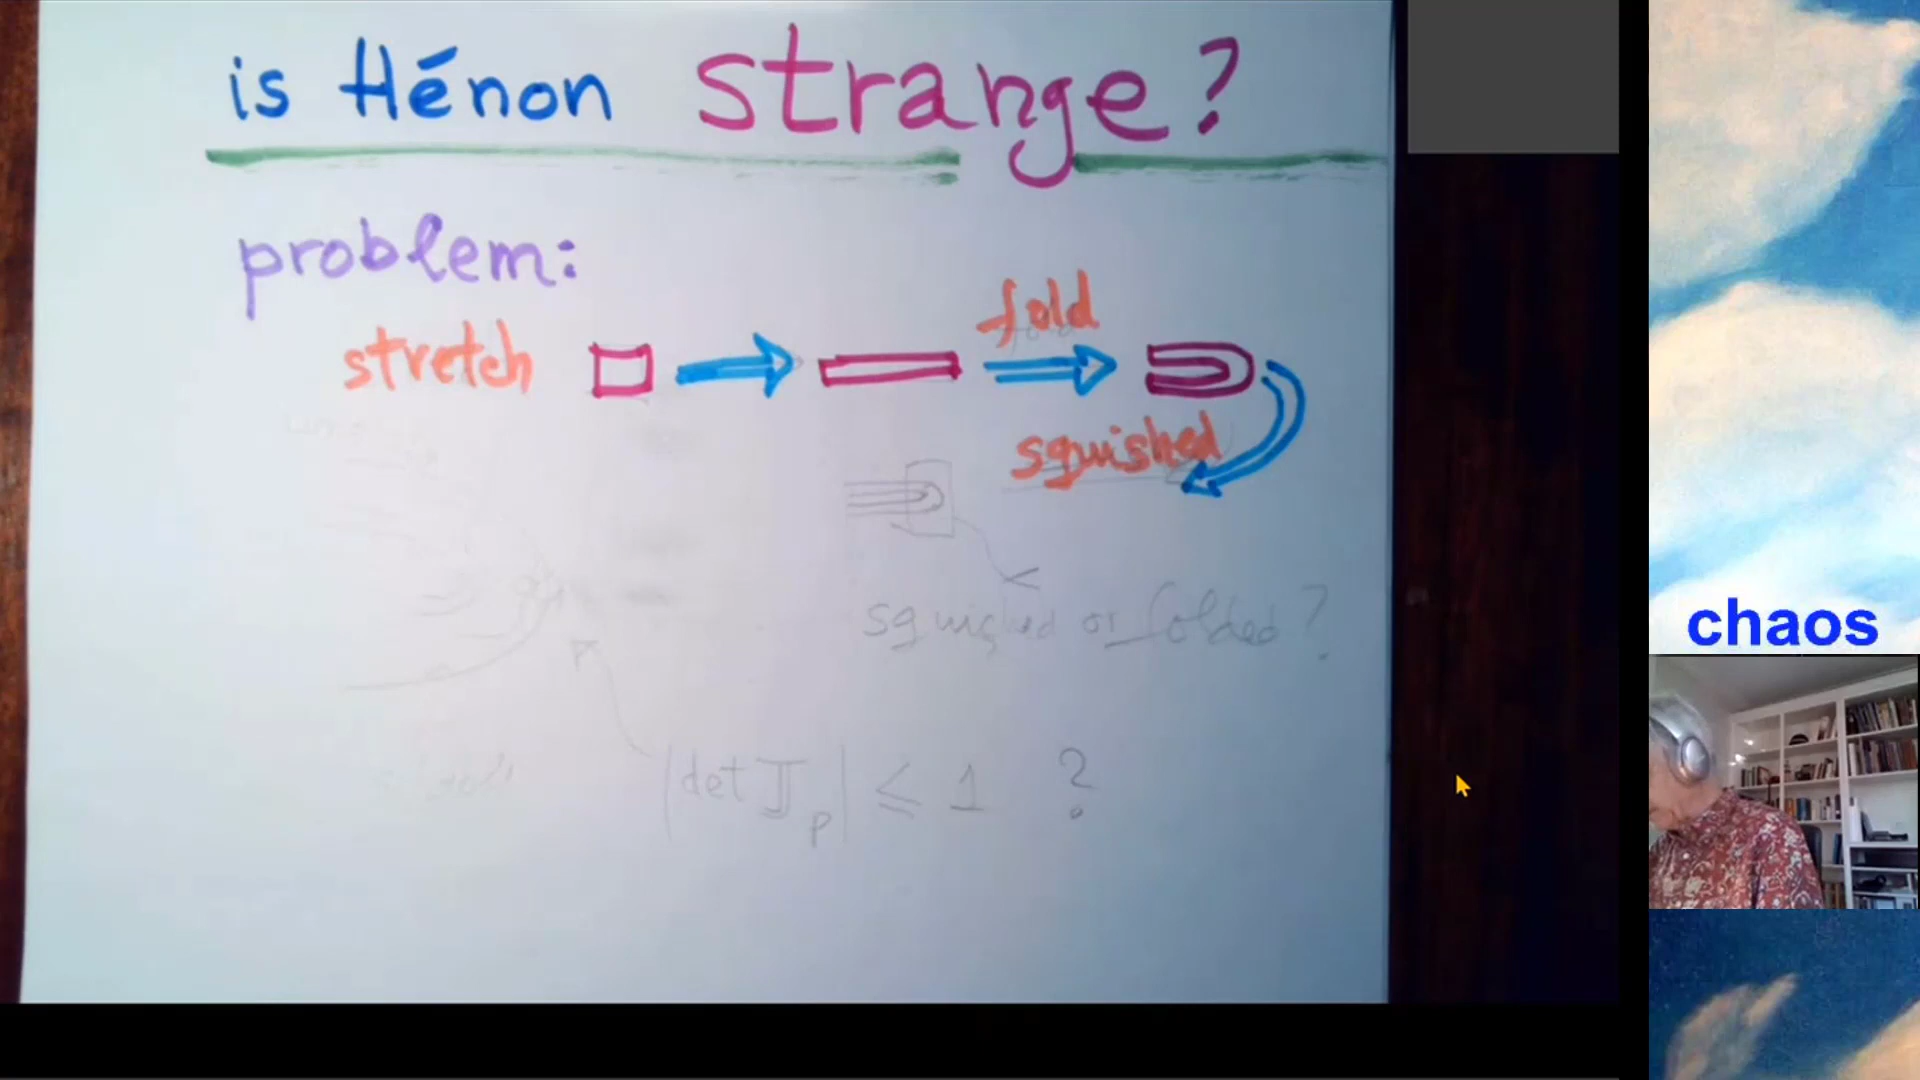 is Hénon strange?
problem:
fold
stretch
squished
squished or folded?
|det J_p| ≤ 1 ?
chaos